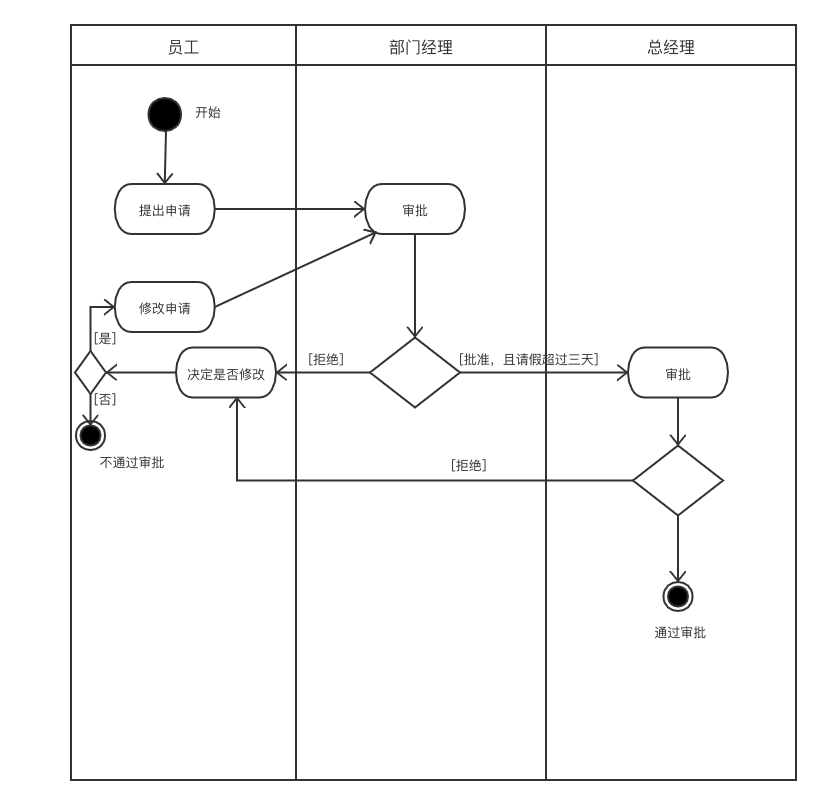 员工
部门经理
总经理
开始
提出申请
审批
修改申请
[是]
[拒绝]
[批准，且请假超过三天]
决定是否修改
审批
[否]
不通过审批
[拒绝]
通过审批